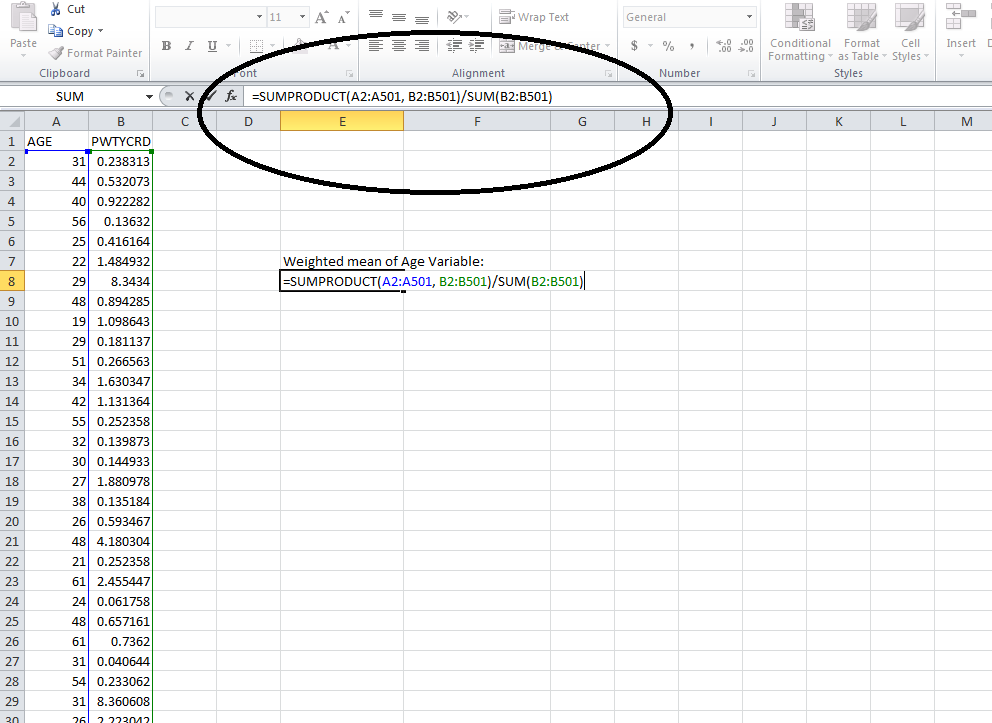 Cut
Copy
Paste
Format Painter
Clipboard
11 A A
B I U A
Font
Wrap Text
Merge & Center
Alignment
General
$ % , .0 .00 .00 .0
Number
Conditional Formatting
Format as Table
Cell Styles
Styles
Insert
SUM fx =SUMPRODUCT(A2:A501, B2:B501)/SUM(B2:B501)
A B C D E F G H I J K L M
1 AGE PWTYCRD
2 31 0.238313
3 44 0.532073
4 40 0.922282
5 56 0.13632
6 25 0.416164
7 22 1.484932 Weighted mean of Age Variable:
8 29 8.3434 =SUMPRODUCT(A2:A501, B2:B501)/SUM(B2:B501)
9 48 0.894285
10 19 1.098643
11 29 0.181137
12 51 0.266563
13 34 1.630347
14 42 1.131364
15 55 0.252358
16 32 0.139873
17 30 0.144933
18 27 1.880978
19 38 0.135184
20 26 0.593467
21 48 4.180304
22 21 0.252358
23 61 2.455447
24 24 0.061758
25 48 0.657161
26 61 0.7362
27 31 0.040644
28 54 0.233062
29 31 8.360608
30 26 2.223042